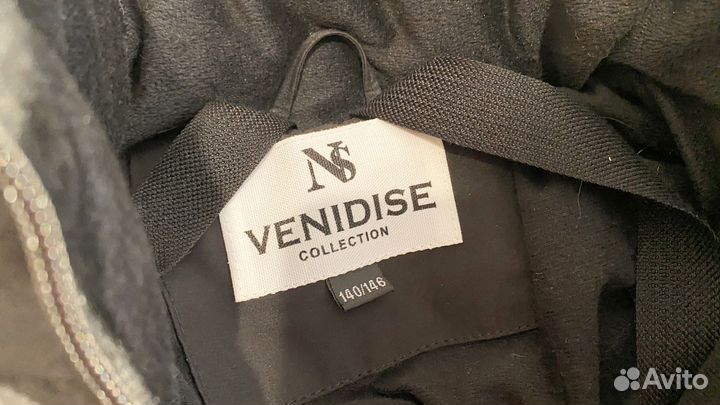 NS
VENIDISE
COLLECTION
140/146
Avito